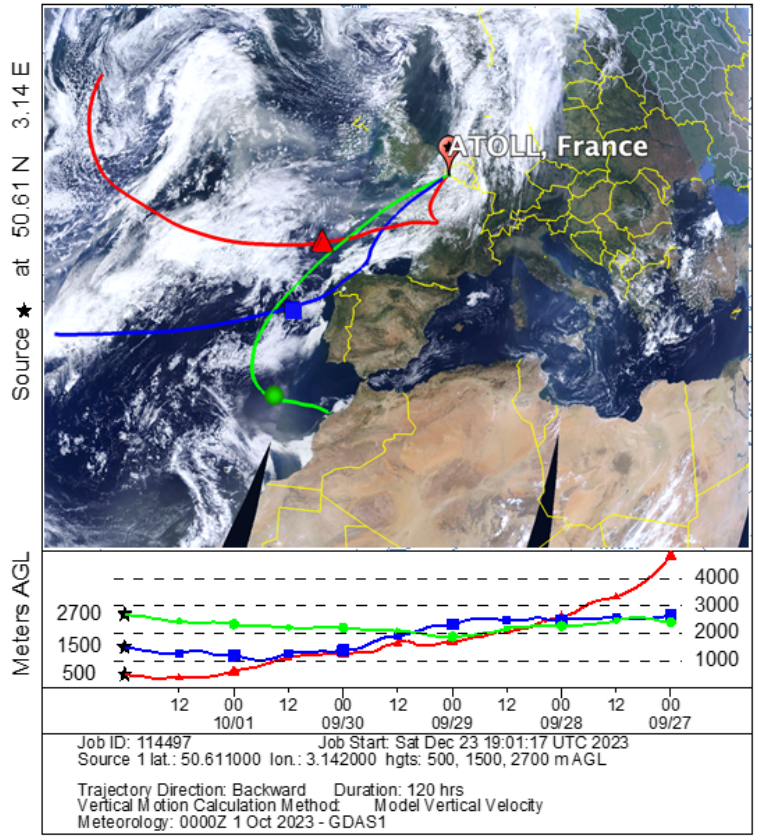 ATOLL, France
Source ★ at 50.61 N 3.14 E
Meters AGL
4000
3000
2700
2000
1500
1000
500
12 00 12 00 12 00 12 00 12 00
10/01 09/30 09/29 09/28 09/27
Job ID: 114497 Job Start: Sat Dec 23 19:01:17 UTC 2023
Source 1 lat.: 50.611000 lon.: 3.142000 hgts: 500, 1500, 2700 m AGL
Trajectory Direction: Backward Duration: 120 hrs
Vertical Motion Calculation Method: Model Vertical Velocity
Meteorology: 0000Z 1 Oct 2023 - GDAS1